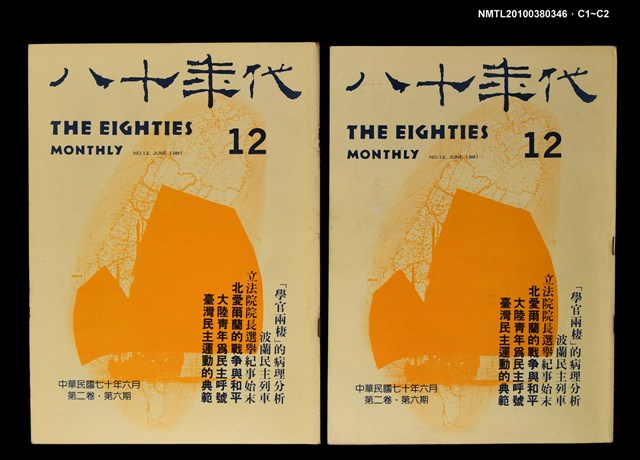 NMTL20100380346 · C1~C2
八十年代
THE EIGHTIES
MONTHLY
NO.12, JUNE 1981
12
「學官兩棲」的病理分析
波蘭民主列車
立法院院長選舉紀事始末
北愛爾蘭的戰爭與和平
大陸青年為民主呼號
臺灣民主運動的典範
中華民國七十年六月
第二卷·第六期
八十年代
THE EIGHTIES
MONTHLY
NO.12, JUNE 1981
12
「學官兩棲」的病理分析
波蘭民主列車
立法院院長選舉紀事始末
北愛爾蘭的戰爭與和平
大陸青年為民主呼號
臺灣民主運動的典範
中華民國七十年六月
第二卷·第六期